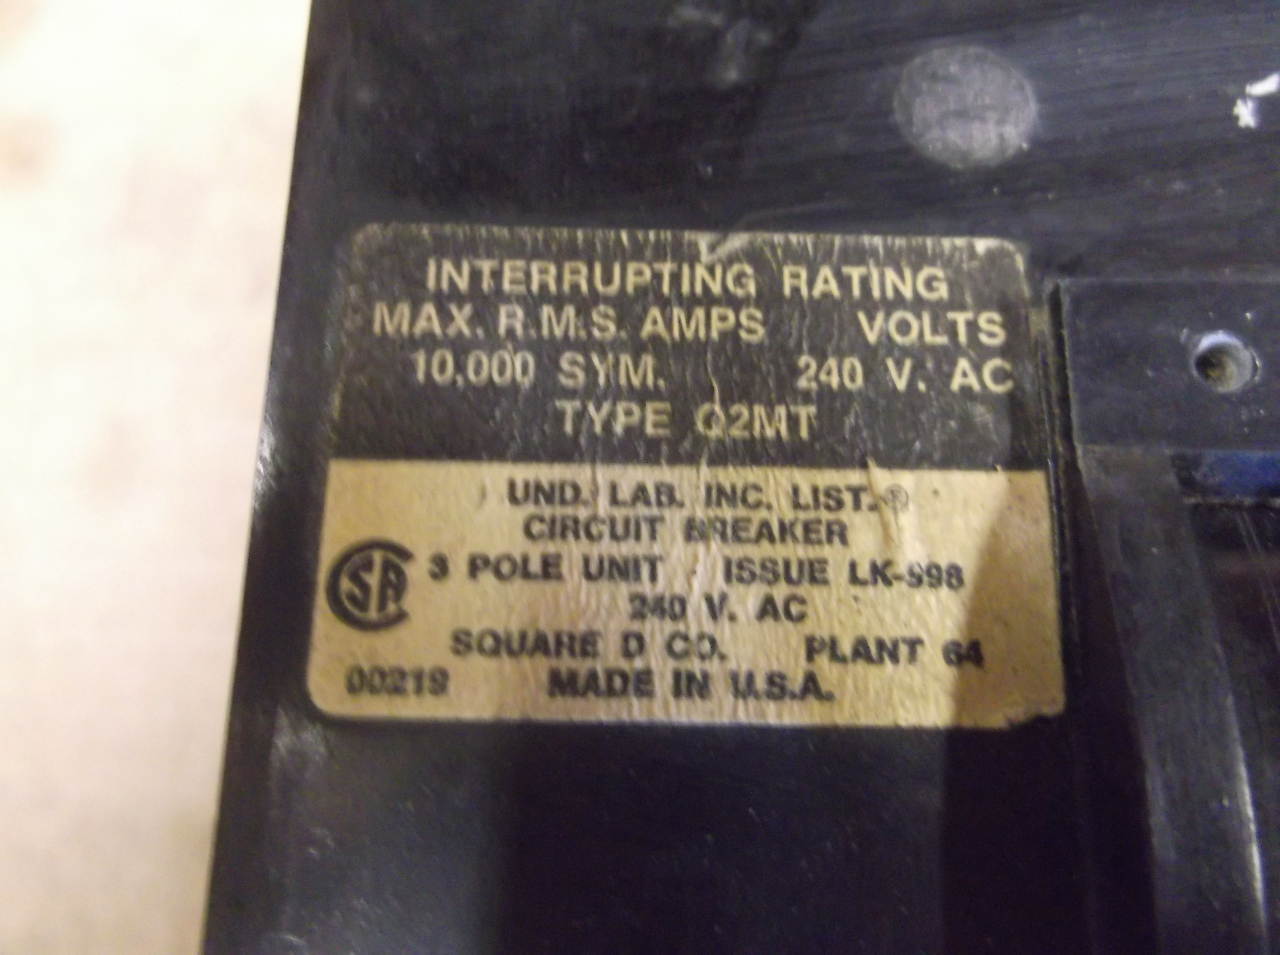 INTERRUPTING RATING
MAX. R.M.S. AMPS VOLTS
10,000 SYM. 240 V. AC
TYPE Q2MT
UND. LAB. INC. LIST.®
CIRCUIT BREAKER
3 POLE UNIT ISSUE LK-998
240 V. AC
SQUARE D CO. PLANT 64
00219 MADE IN U.S.A.
SA